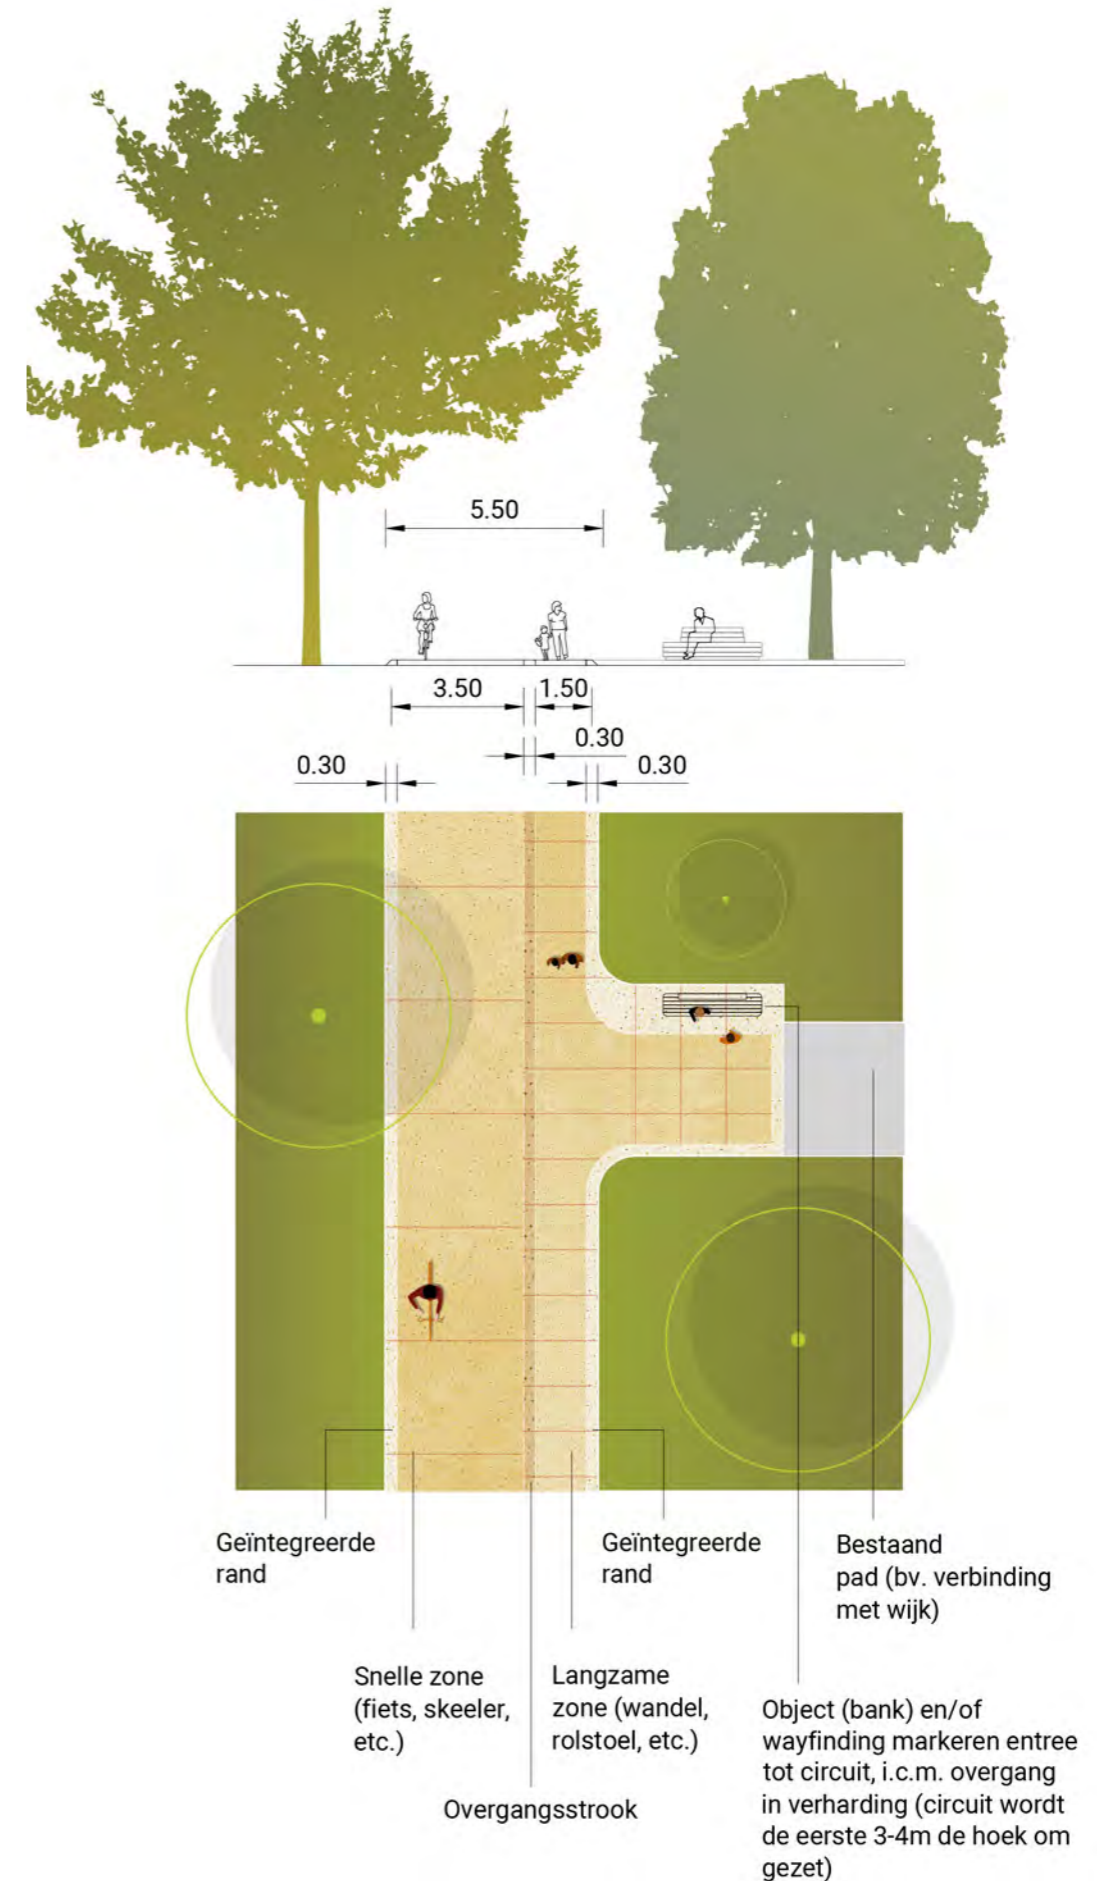 5.50
3.50
1.50
0.30
0.30
0.30
Geïntegreerde
rand
Geïntegreerde
rand
Bestaand
pad (bv. verbinding
met wijk)
Snelle zone
(fiets, skeeler,
etc.)
Langzame
zone (wandel,
rolstoel, etc.)
Object (bank) en/of
wayfinding markeren entree
tot circuit, i.c.m. overgang
in verharding (circuit wordt
de eerste 3-4m de hoek om
gezet)
Overgangsstrook